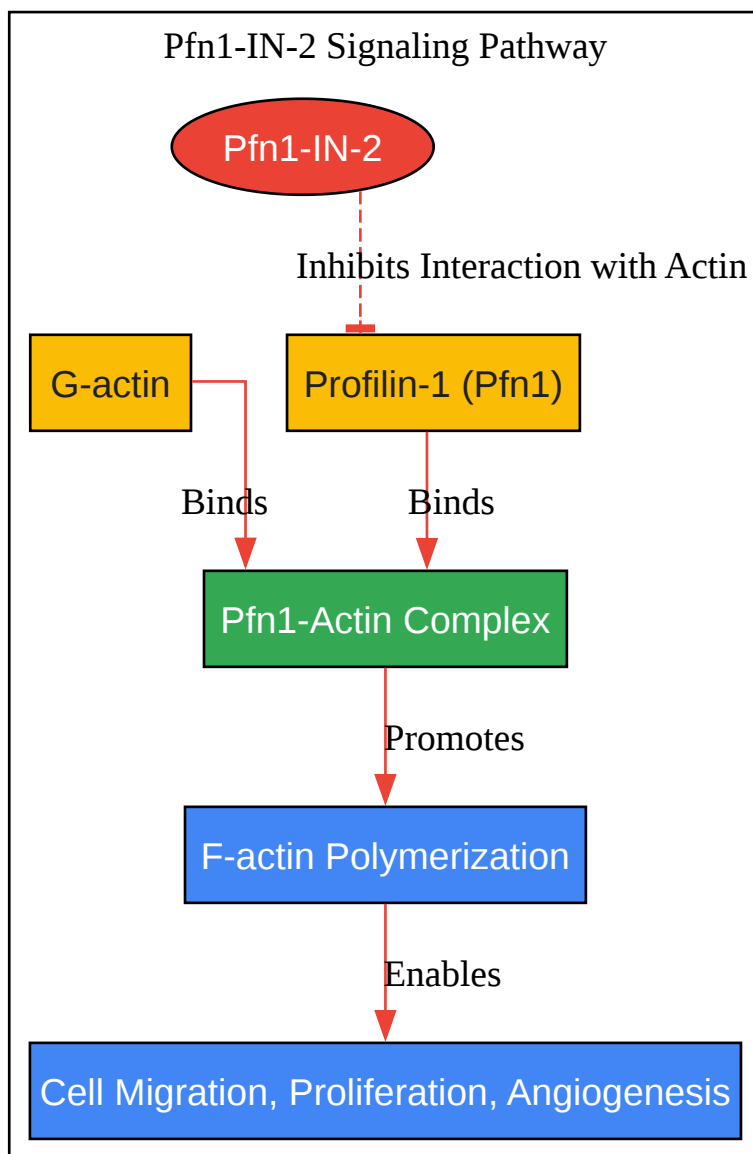 Pfn1-IN-2 Signaling Pathway
Pfn1-IN-2
Inhibits Interaction with Actin
G-actin
Profilin-1 (Pfn1)
Binds
Binds
Pfn1-Actin Complex
Promotes
F-actin Polymerization
Enables
Cell Migration, Proliferation, Angiogenesis